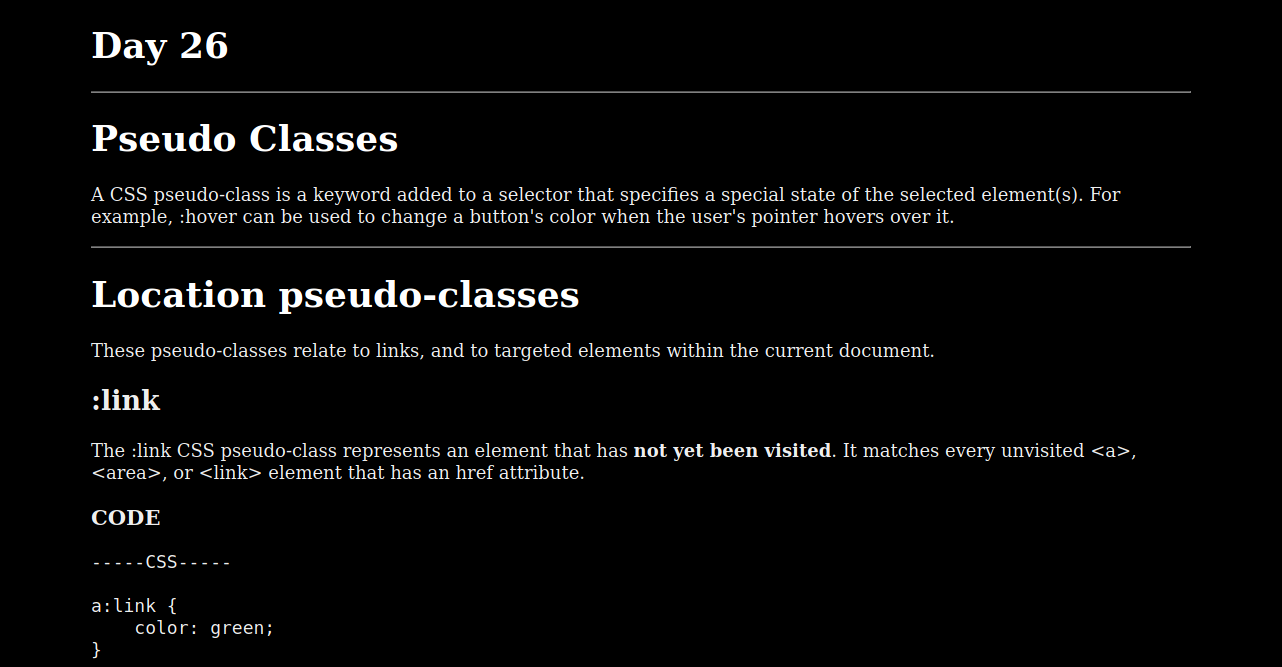 Day 26
Pseudo Classes
A CSS pseudo-class is a keyword added to a selector that specifies a special state of the selected element(s). For
example, :hover can be used to change a button's color when the user's pointer hovers over it.
Location pseudo-classes
These pseudo-classes relate to links, and to targeted elements within the current document.
:link
The :link CSS pseudo-class represents an element that has not yet been visited. It matches every unvisited <a>,
<area>, or <link> element that has an href attribute.
CODE
-----CSS-----
a:link {
    color: green;
}